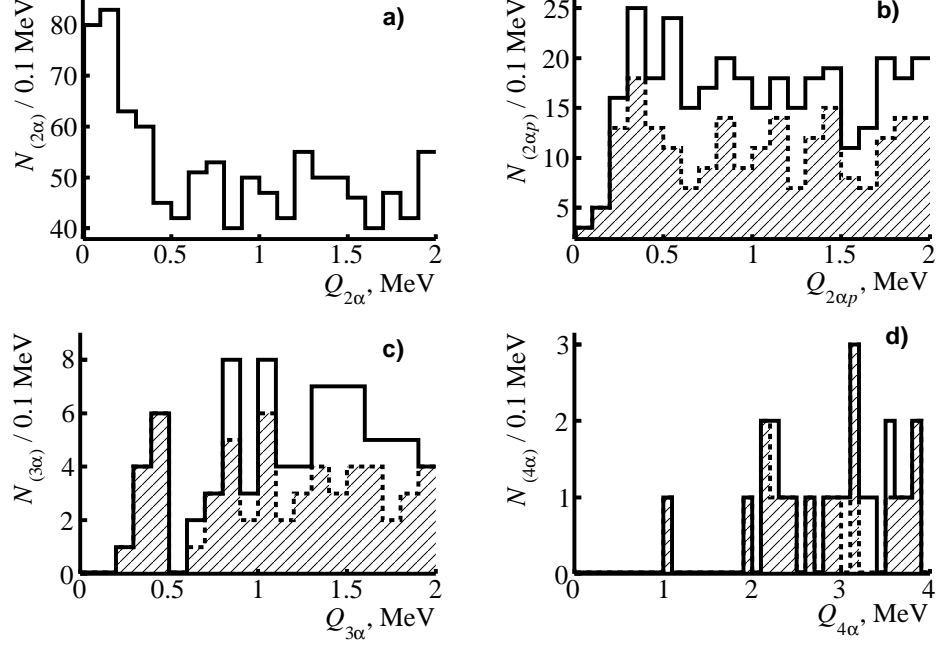 a)
N (2α) / 0.1 MeV
80
70
60
50
40
0 0.5 1 1.5 2
Q2α, MeV
b)
N (2αp) / 0.1 MeV
25
20
15
10
5
0 0.5 1 1.5 2
Q2αp, MeV
c)
N (3α) / 0.1 MeV
8
6
4
2
0
0 0.5 1 1.5 2
Q3α, MeV
d)
N (4α) / 0.1 MeV
3
2
1
0
0 1 2 3 4
Q4α, MeV